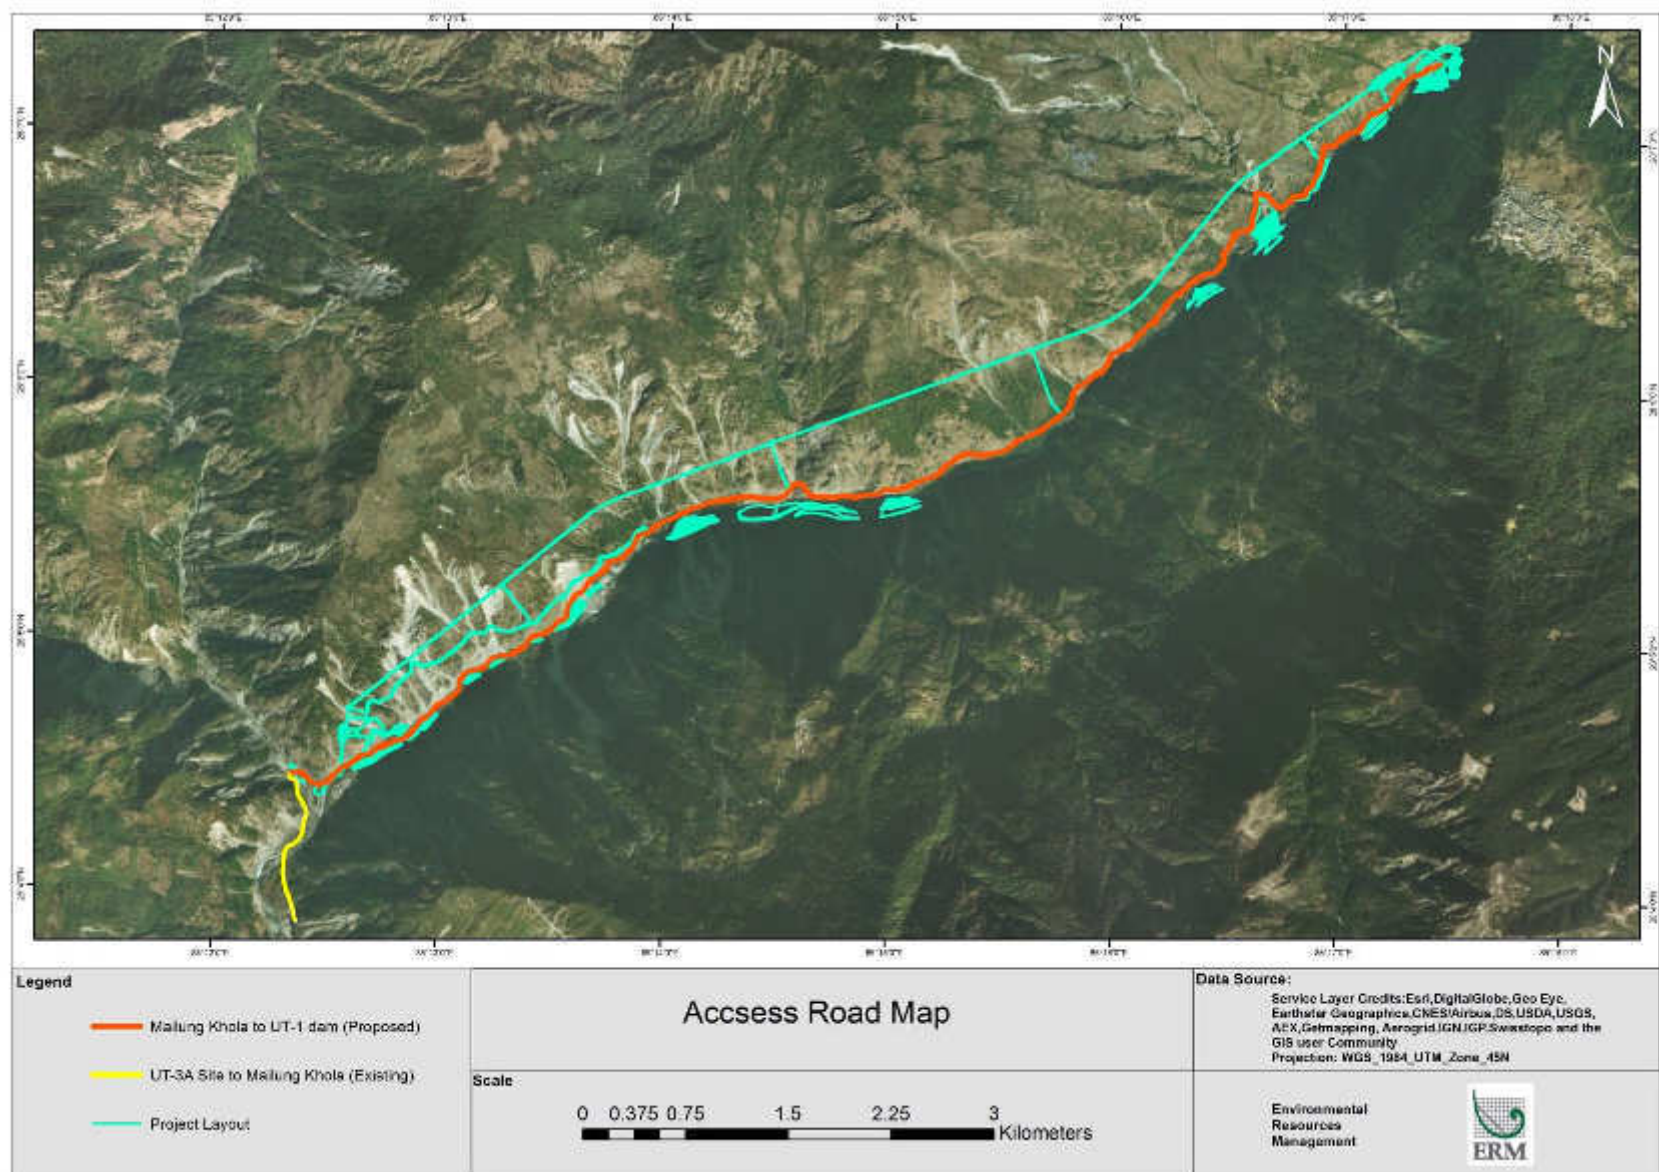 N
Legend
Mailung Khola to UT-1 dam (Proposed)
UT-3A Site to Mailung Khola (Existing)
Project Layout
Accsess Road Map
Scale
0 0.375 0.75 1.5 2.25 3
Kilometers
Data Source:
Service Layer Credits:Esri,DigitalGlobe,Geo Eye,
Earthstar Geographics,CNES/Airbus,DS,USDA,USGS,
AEX,Getmapping, Aerogrid,IGN,IGP,Swisstopo and the
GIS user Community
Projection: WGS_1984_UTM_Zone_45N
Environmental
Resources
Management
ERM